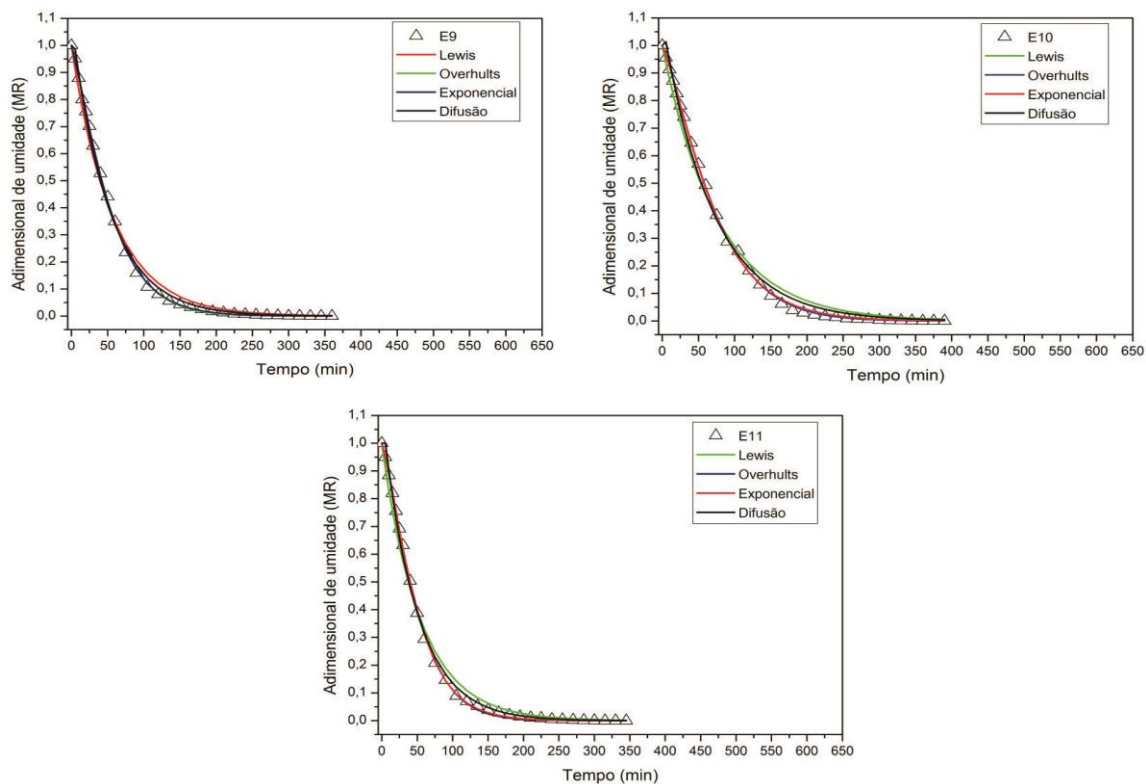 1,1
1,0
0,9
0,8
0,7
0,6
0,5
0,4
0,3
0,2
0,1
0,0
Adimensional de umidade (MR)
E9
Lewis
Overhults
Exponencial
Difusão
0 50 100 150 200 250 300 350 400 450 500 550 600 650
Tempo (min)
1,1
1,0
0,9
0,8
0,7
0,6
0,5
0,4
0,3
0,2
0,1
0,0
Adimensional de umidade (MR)
E10
Lewis
Overhults
Exponencial
Difusão
0 50 100 150 200 250 300 350 400 450 500 550 600 650
Tempo (min)
1,1
1,0
0,9
0,8
0,7
0,6
0,5
0,4
0,3
0,2
0,1
0,0
Adimensional de umidade (MR)
E11
Lewis
Overhults
Exponencial
Difusão
0 50 100 150 200 250 300 350 400 450 500 550 600 650
Tempo (min)